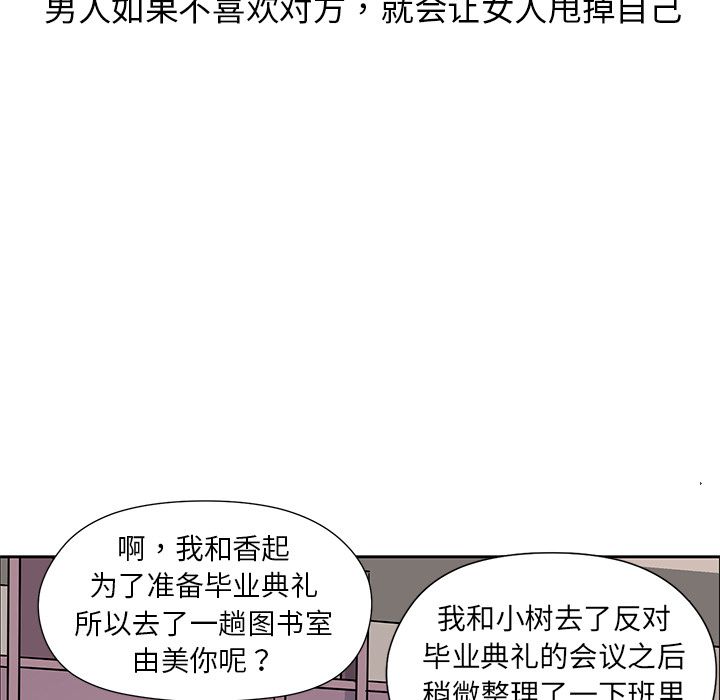 男人如果不喜欢对方，就会让女人甩掉自己
啊，我和香起
为了准备毕业典礼
所以去了一趟图书室
由美你呢？
我和小树去了反对
毕业典礼的会议之后
稍微整理了一下班里